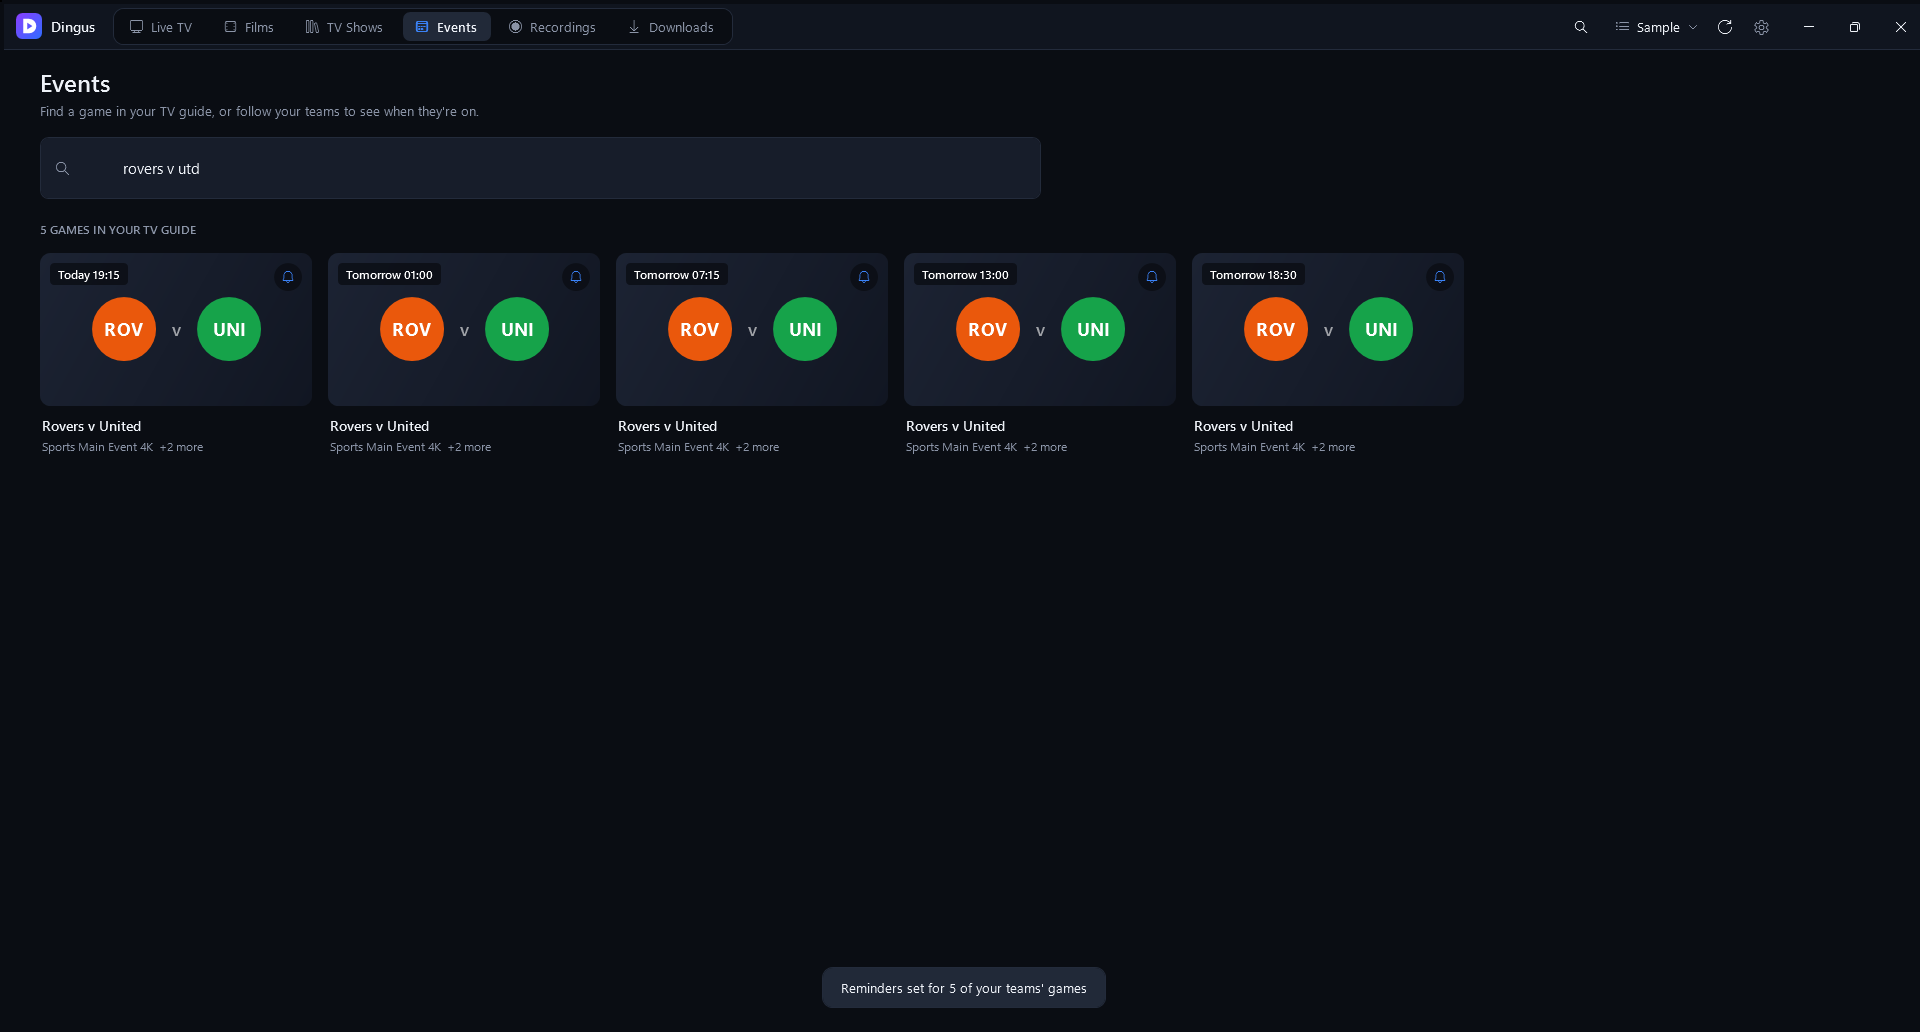 Dingus
Live TV
Films
TV Shows
Events
Recordings
Downloads
Sample
Events
Find a game in your TV guide, or follow your teams to see when they're on.
rovers v utd
5 GAMES IN YOUR TV GUIDE
Today 19:15
ROV v UNI
Rovers v United
Sports Main Event 4K +2 more
Tomorrow 01:00
ROV v UNI
Rovers v United
Sports Main Event 4K +2 more
Tomorrow 07:15
ROV v UNI
Rovers v United
Sports Main Event 4K +2 more
Tomorrow 13:00
ROV v UNI
Rovers v United
Sports Main Event 4K +2 more
Tomorrow 18:30
ROV v UNI
Rovers v United
Sports Main Event 4K +2 more
Reminders set for 5 of your teams' games